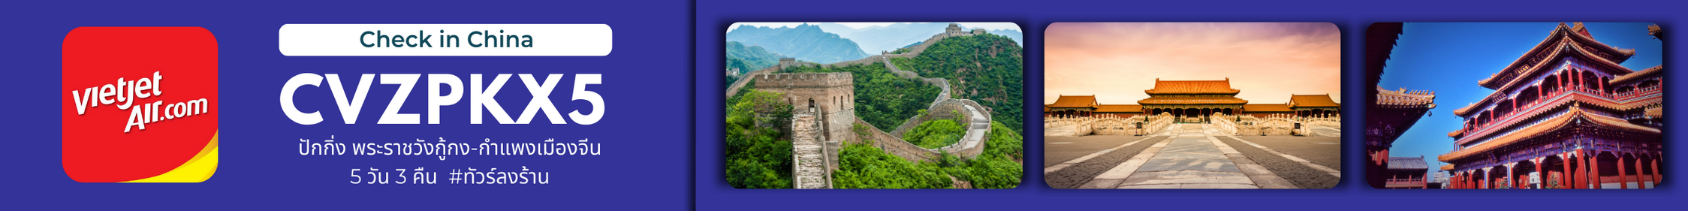 vietjet
Air.com
Check in China
CVZPKX5
ปักกิ่ง พระราชวังกู้กง-กำแพงเมืองจีน
5 วัน 3 คืน #ทัวร์ลงร้าน